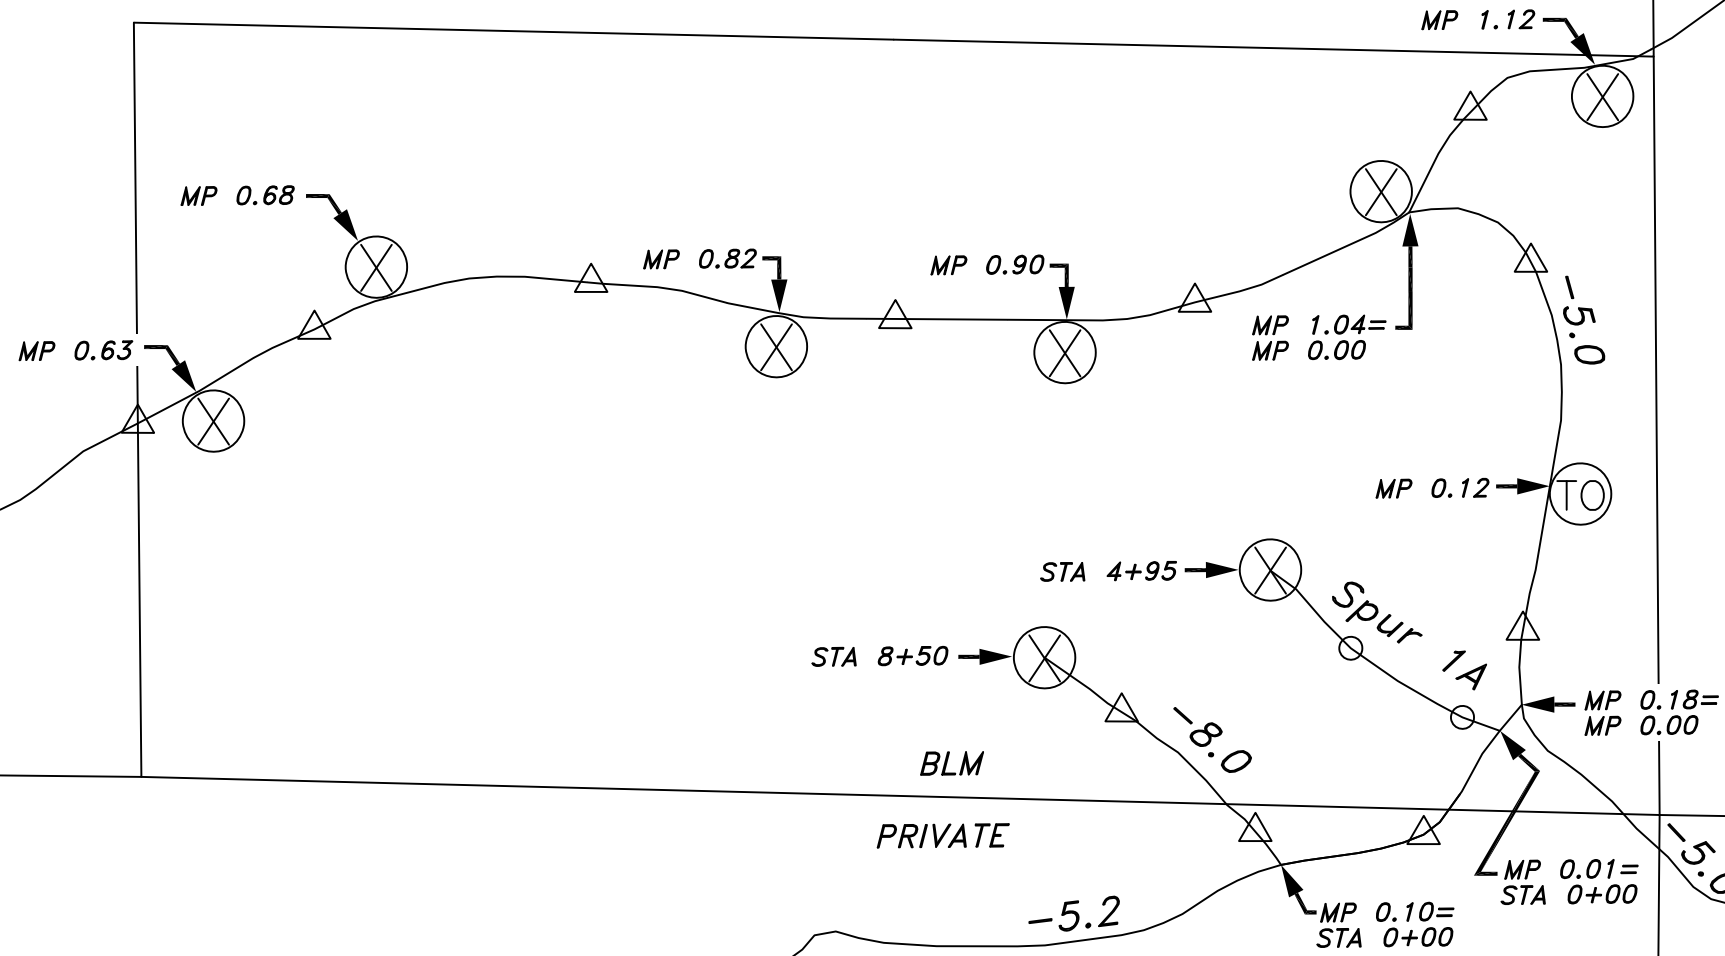 MP 1.12
MP 0.68
MP 0.82
MP 0.90
MP 0.63
MP 1.04=
MP 0.00
-5.0
MP 0.12
TO
STA 4+95
Spur 1A
STA 8+50
MP 0.18=
MP 0.00
-8.0
BLM
PRIVATE
-5.0
MP 0.01=
STA 0+00
-5.2
MP 0.10=
STA 0+00